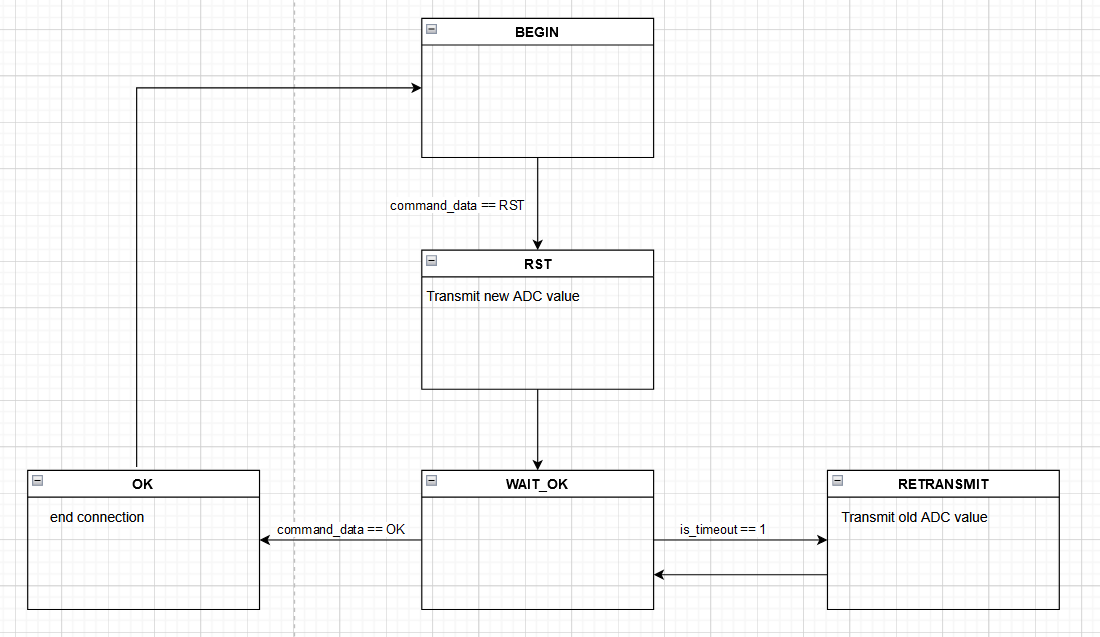 BEGIN
command_data == RST
RST
Transmit new ADC value
OK
end connection
command_data == OK
WAIT_OK
is_timeout == 1
RETRANSMIT
Transmit old ADC value